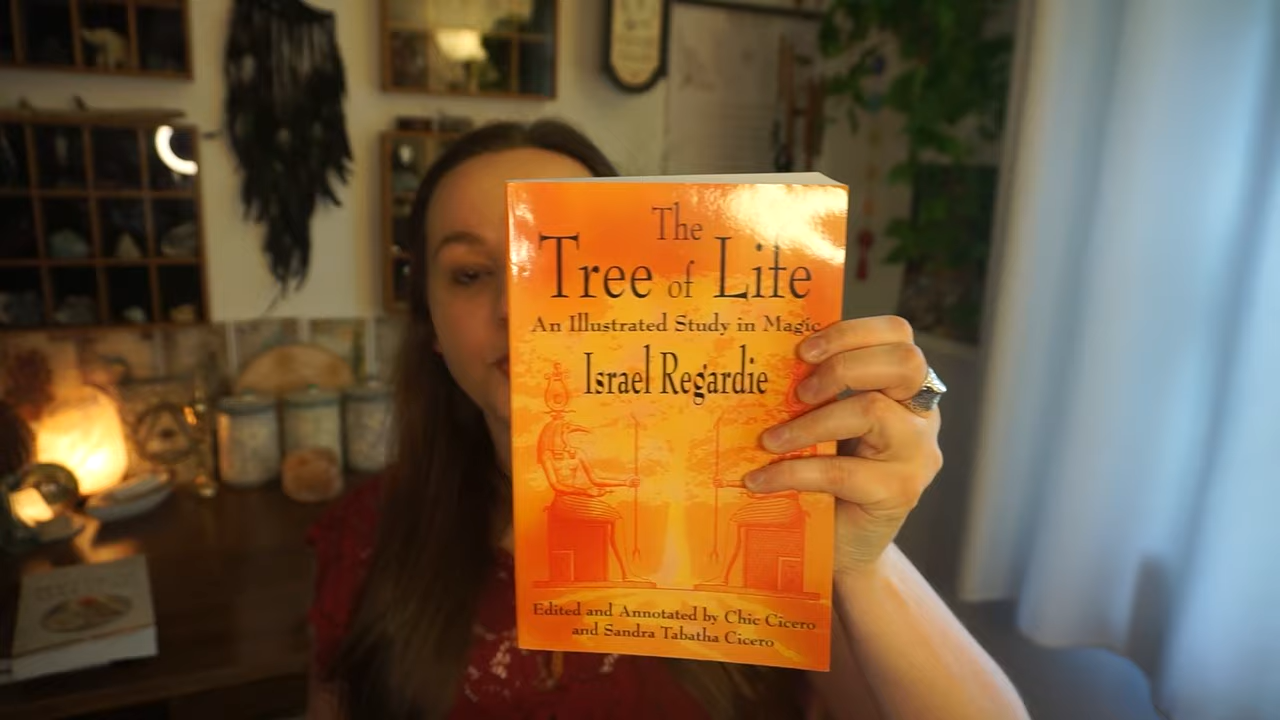 The
Tree of Life
An Illustrated Study in Magic
Israel Regardie
Edited and Annotated by Chic Cicero
and Sandra Tabatha Cicero